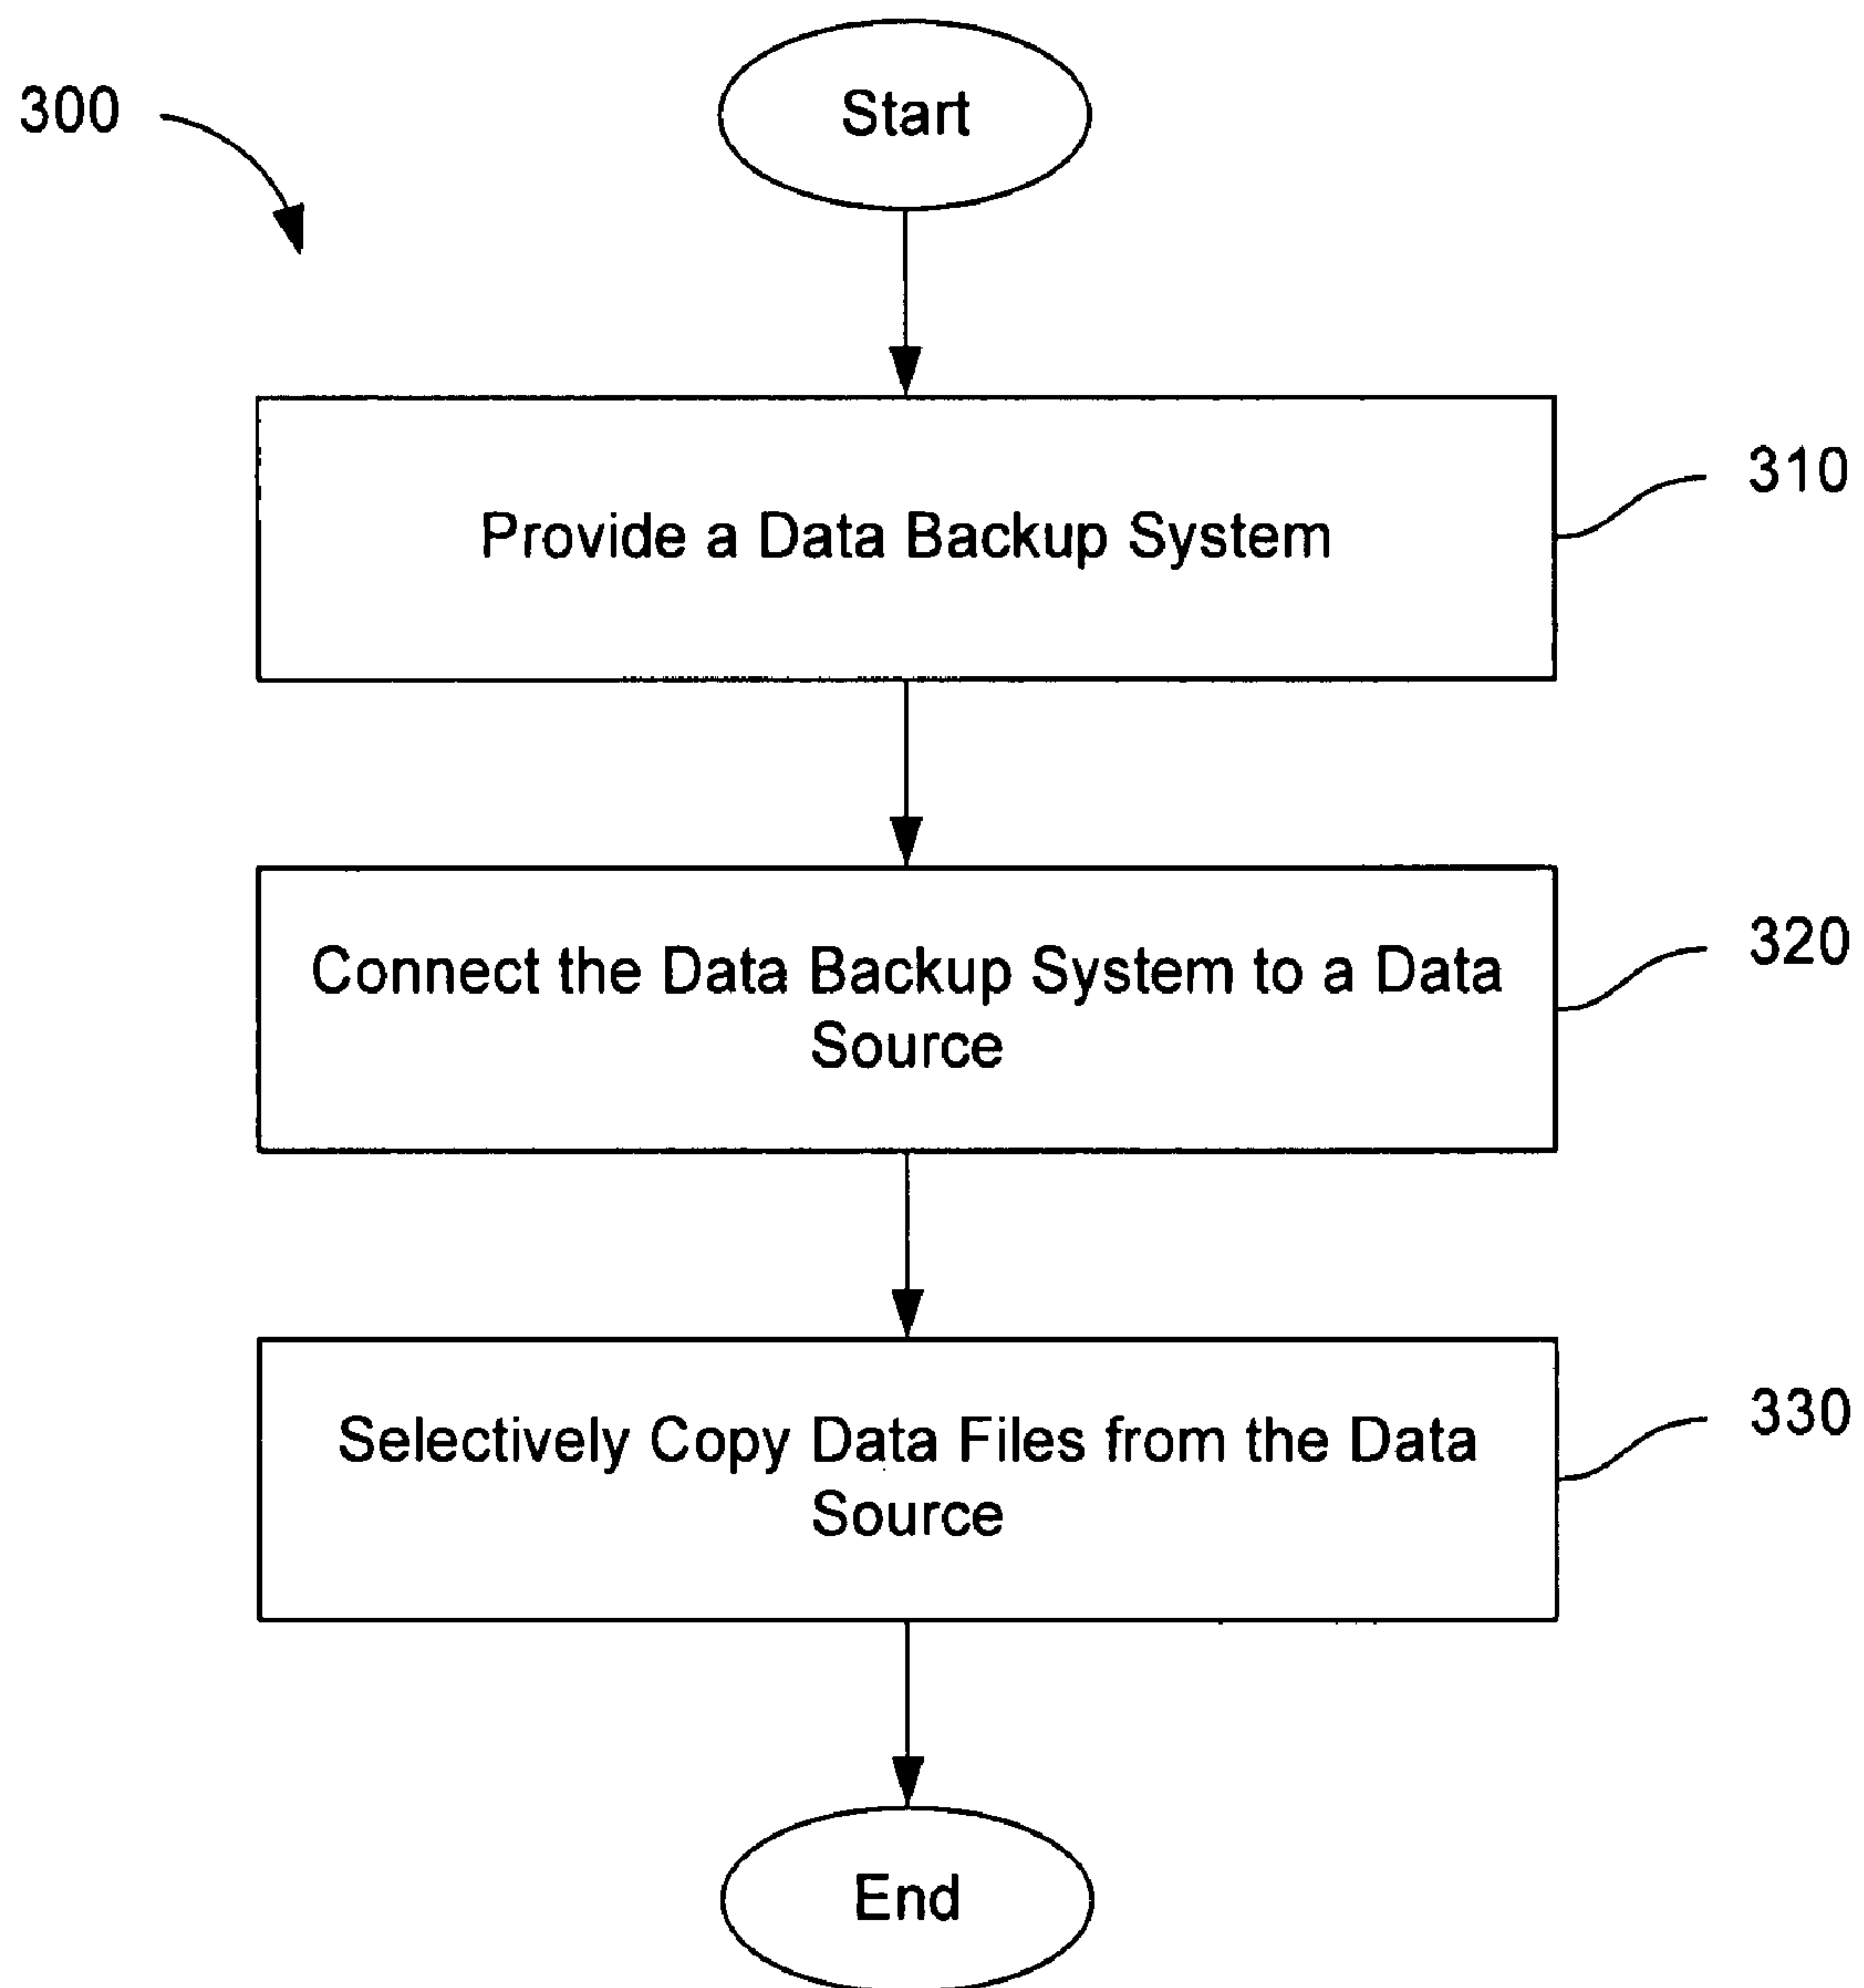 300
Start
Provide a Data Backup System
310
Connect the Data Backup System to a Data
Source
320
Selectively Copy Data Files from the Data
Source
330
End